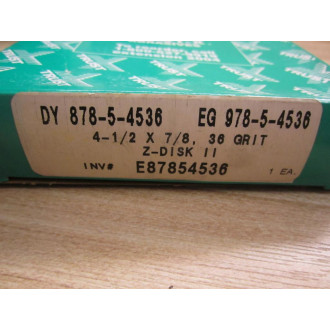 DY 878-5-4536 EG 978-5-4536
4-1/2 X 7/8, 36 GRIT
Z-DISK II
INV# E87854536 1 EA.
TRUST